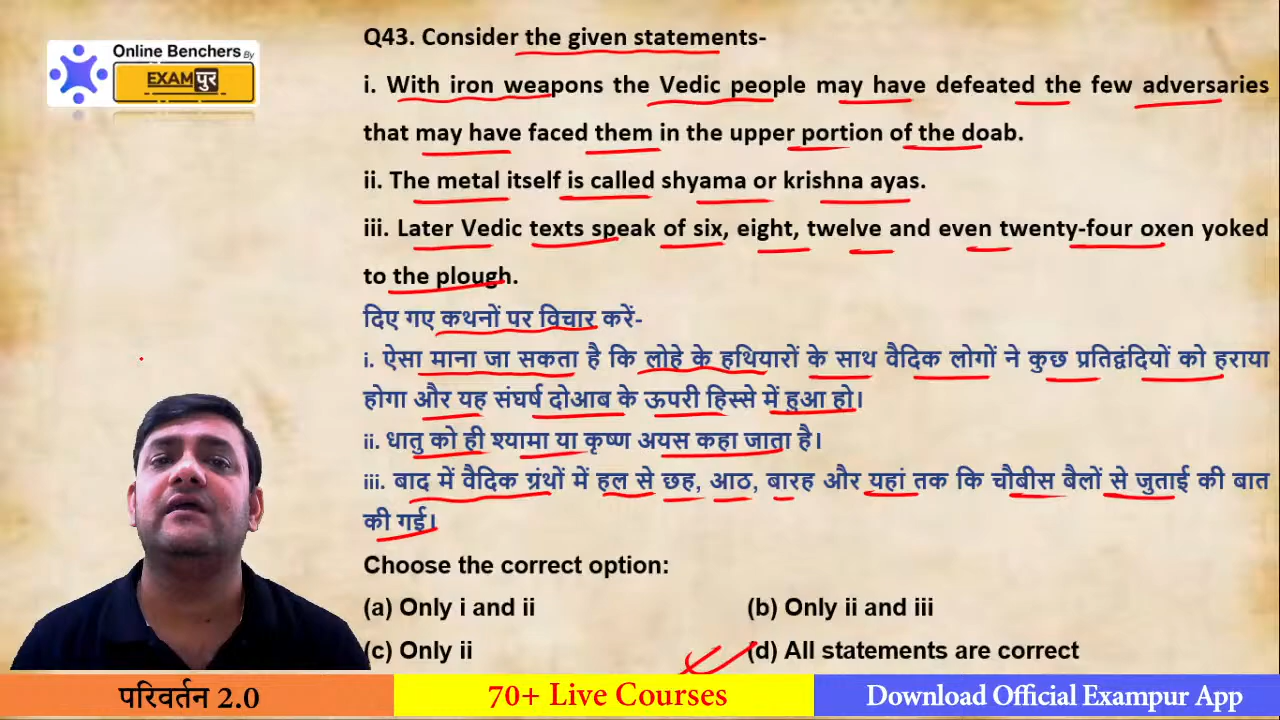 Online Benchers By
EXAMपुर
Q43. Consider the given statements-
i. With iron weapons the Vedic people may have defeated the few adversaries
that may have faced them in the upper portion of the doab.
ii. The metal itself is called shyama or krishna ayas.
iii. Later Vedic texts speak of six, eight, twelve and even twenty-four oxen yoked
to the plough.
दिए गए कथनों पर विचार करें-
i. ऐसा माना जा सकता है कि लोहे के हथियारों के साथ वैदिक लोगों ने कुछ प्रतिद्वंदियों को हराया
होगा और यह संघर्ष दोआब के ऊपरी हिस्से में हुआ हो।
ii. धातु को ही श्यामा या कृष्ण अयस कहा जाता है।
iii. बाद में वैदिक ग्रंथों में हल से छह, आठ, बारह और यहां तक कि चौबीस बैलों से जुताई की बात
की गई।
Choose the correct option:
(a) Only i and ii (b) Only ii and iii
(c) Only ii (d) All statements are correct
परिवर्तन 2.0 70+ Live Courses Download Official Exampur App